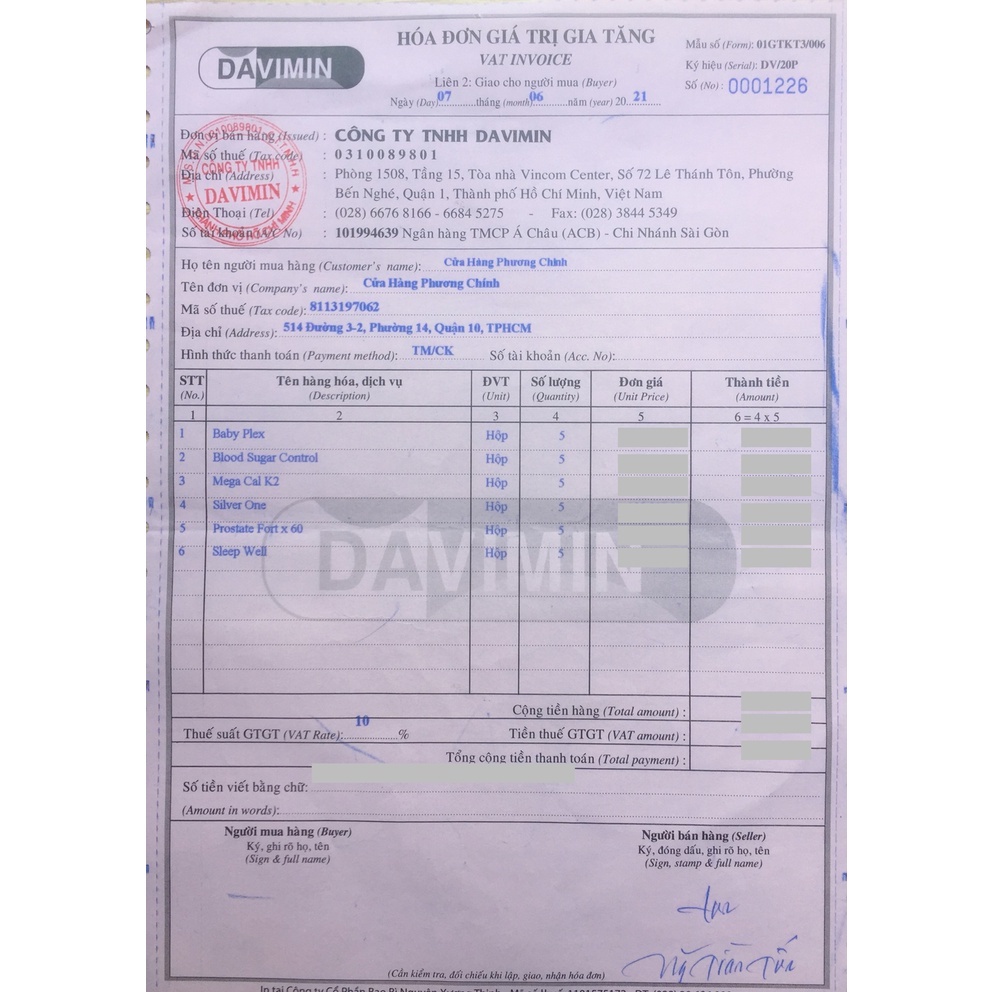 DAVIMIN
HÓA ĐƠN GIÁ TRỊ GIA TĂNG
VAT INVOICE
Liên 2: Giao cho người mua (Buyer)
Ngày (Day) 07 tháng (month) 06 năm (year) 20 21
Mẫu số (Form): 01GTKT3/006
Ký hiệu (Serial): DV/20P
Số (No) : 0001226
Đơn vị bán hàng (Issued) : CÔNG TY TNHH DAVIMIN
Mã số thuế (Tax code) : 0310089801
Địa chỉ (Address) : Phòng 1508, Tầng 15, Tòa nhà Vincom Center, Số 72 Lê Thánh Tôn, Phường
Bến Nghé, Quận 1, Thành phố Hồ Chí Minh, Việt Nam
Điện Thoại (Tel) : (028) 6676 8166 - 6684 5275 - Fax: (028) 3844 5349
Số tài khoản (A/C No) : 101994639 Ngân hàng TMCP Á Châu (ACB) - Chi Nhánh Sài Gòn
CÔNG TY TNHH
DAVIMIN
Họ tên người mua hàng (Customer's name): Cửa Hàng Phương Chinh
Tên đơn vị (Company's name): Cửa Hàng Phương Chính
Mã số thuế (Tax code): 8113197062
Địa chỉ (Address): 514 Đường 3-2, Phường 14, Quận 10, TPHCM
Hình thức thanh toán (Payment method): TM/CK Số tài khoản (Acc. No):
STT Tên hàng hóa, dịch vụ ĐVT Số lượng Đơn giá Thành tiền
(No.) (Description) (Unit) (Quantity) (Unit Price) (Amount)
1 2 3 4 5 6 = 4 x 5
1 Baby Plex Hộp 5
2 Blood Sugar Control Hộp 5
3 Mega Cal K2 Hộp 5
4 Silver One Hộp 5
5 Prostate Fort x 60 Hộp 5
6 Sleep Well Hộp 5
DAVIMIN
Cộng tiền hàng (Total amount) :
Thuế suất GTGT (VAT Rate): 10 % Tiền thuế GTGT (VAT amount) :
Tổng cộng tiền thanh toán (Total payment) :
Số tiền viết bằng chữ:
(Amount in words):
Người mua hàng (Buyer) Người bán hàng (Seller)
Ký, ghi rõ họ, tên Ký, đóng dấu, ghi rõ họ, tên
(Sign & full name) (Sign, stamp & full name)
(Cần kiểm tra, đối chiếu khi lập, giao, nhận hóa đơn)